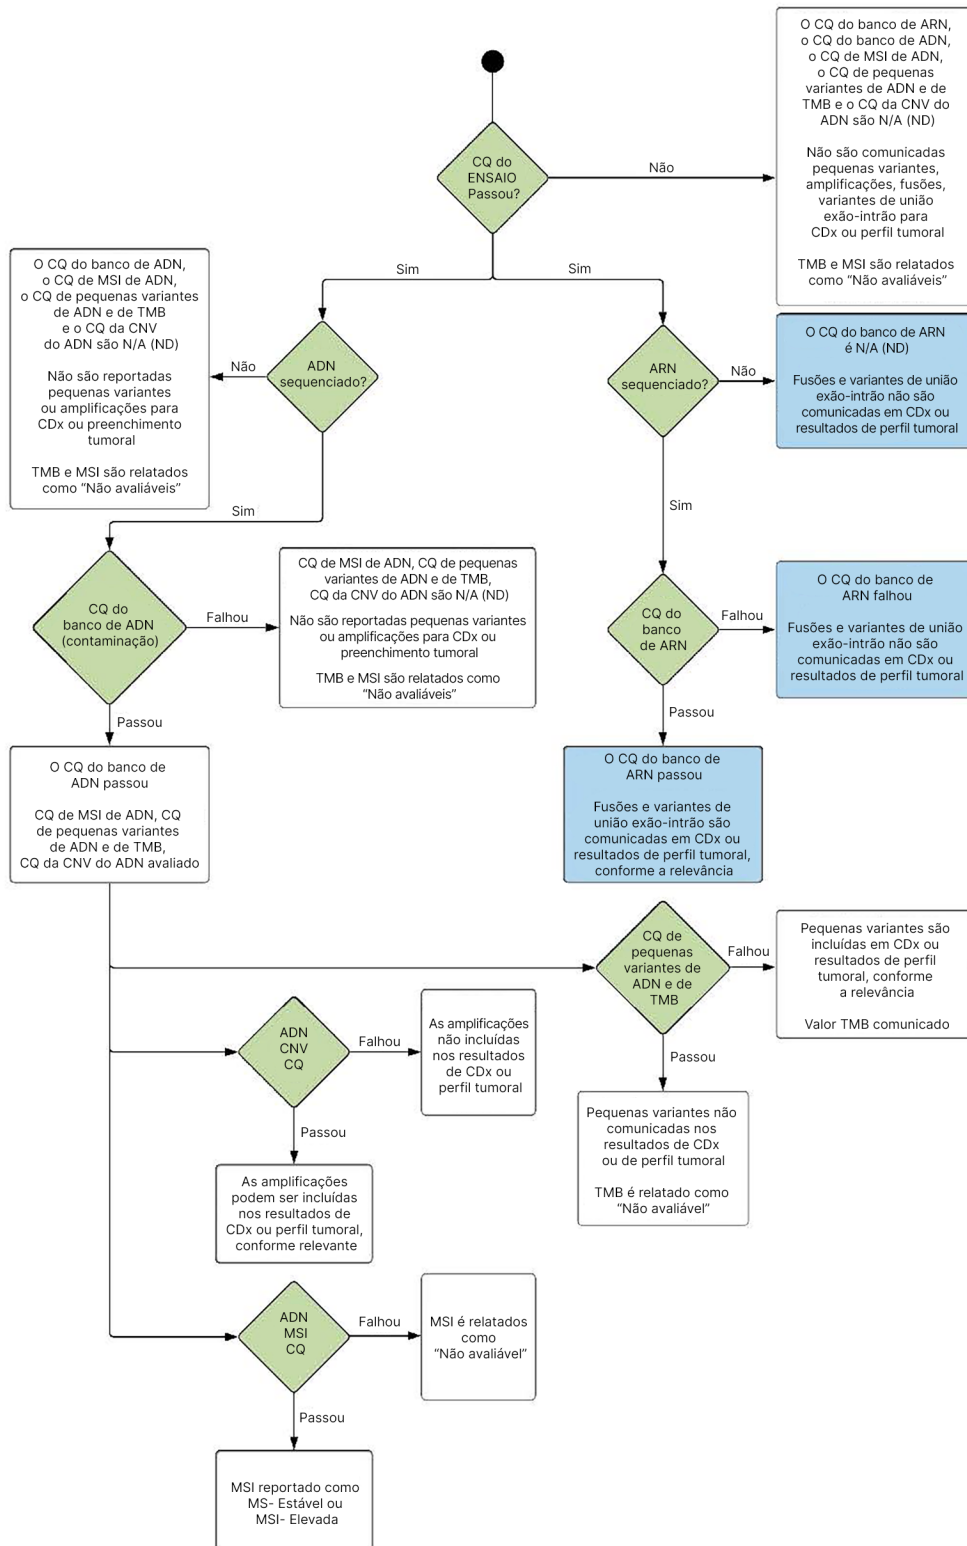 O CQ do banco de ARN,
o CQ do banco de ADN,
o CQ de MSI de ADN,
o CQ de pequenas
variantes de ADN e de
TMB e o CQ da CNV do
ADN são N/A (ND)
Não são comunicadas
pequenas variantes,
amplificações, fusões,
variantes de união
exão-intrão para
CDx ou perfil tumoral
TMB e MSI são relatados
como “Não avaliáveis”
CQ do
ENSAIO
Passou?
Não
Sim
Sim
O CQ do banco de ADN,
o CQ de MSI de ADN,
o CQ de pequenas variantes
de ADN e de TMB
e o CQ da CNV
do ADN são N/A (ND)
Não são reportadas
pequenas variantes
ou amplificações para
CDx ou preenchimento
tumoral
TMB e MSI são relatados
como “Não avaliáveis”
Não
ADN
sequenciado?
ARN
sequenciado?
Não
O CQ do banco de ARN
é N/A (ND)
Fusões e variantes de união
exão-intrão não são
comunicadas em CDx ou
resultados de perfil tumoral
Sim
Sim
CQ do
banco de ADN
(contaminação)
Falhou
CQ de MSI de ADN, CQ de pequenas
variantes de ADN e de TMB,
CQ da CNV do ADN são N/A (ND)
Não são reportadas pequenas variantes
ou amplificações para CDx ou
preenchimento tumoral
TMB e MSI são relatados como
“Não avaliáveis”
CQ do
banco
de ARN
Falhou
O CQ do banco de
ARN falhou
Fusões e variantes de união
exão-intrão não são
comunicadas em CDx ou
resultados de perfil tumoral
Passou
Passou
O CQ do banco de
ADN passou
CQ de MSI de ADN, CQ
de pequenas variantes
de ADN e de TMB,
CQ da CNV do ADN avaliado
O CQ do banco de
ARN passou
Fusões e variantes de
união exão-intrão são
comunicadas em CDx ou
resultados de perfil tumoral,
conforme a relevância
CQ de
pequenas
variantes de
ADN e de
TMB
Falhou
Pequenas variantes são
incluídas em CDx ou
resultados de perfil
tumoral, conforme
a relevância
Valor TMB comunicado
Passou
Pequenas variantes não
comunicadas nos
resultados de CDx
ou de perfil tumoral
TMB é relatado como
“Não avaliável”
ADN
CNV
CQ
Falhou
As amplificações
não incluídas
nos resultados
de CDx ou
perfil tumoral
Passou
As amplificações
podem ser incluídas
nos resultados de
CDx ou perfil tumoral,
conforme relevante
ADN
MSI
CQ
Falhou
MSI é relatados
como
“Não avaliável”
Passou
MSI reportado como
MS- Estável ou
MSI- Elevada